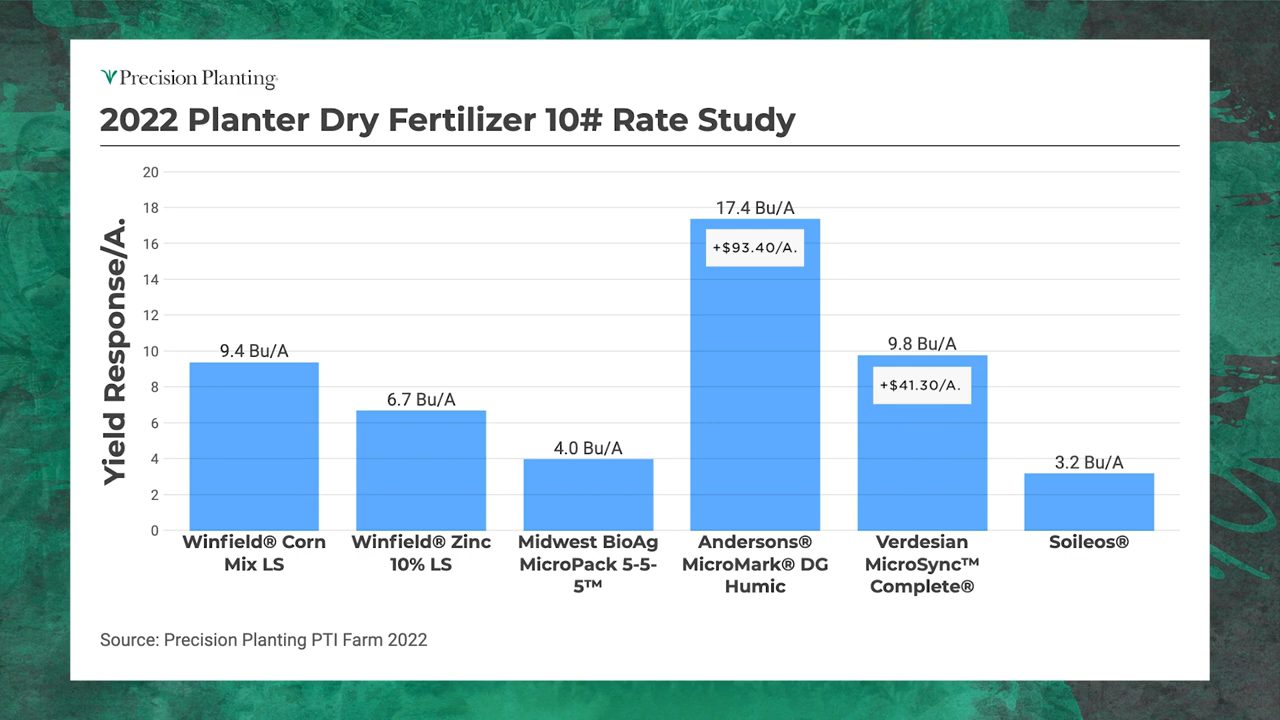 Precision Planting
2022 Planter Dry Fertilizer 10# Rate Study
Yield Response/A.
20
18
16
14
12
10
8
6
4
2
0
9.4 Bu/A
6.7 Bu/A
4.0 Bu/A
17.4 Bu/A
+$93.40/A.
9.8 Bu/A
+$41.30/A.
3.2 Bu/A
Winfield® Corn
Mix LS
Winfield® Zinc
10% LS
Midwest BioAg
MicroPack 5-5-
5™
Andersons®
MicroMark® DG
Humic
Verdesian
MicroSync™
Complete®
Soileos®
Source: Precision Planting PTI Farm 2022